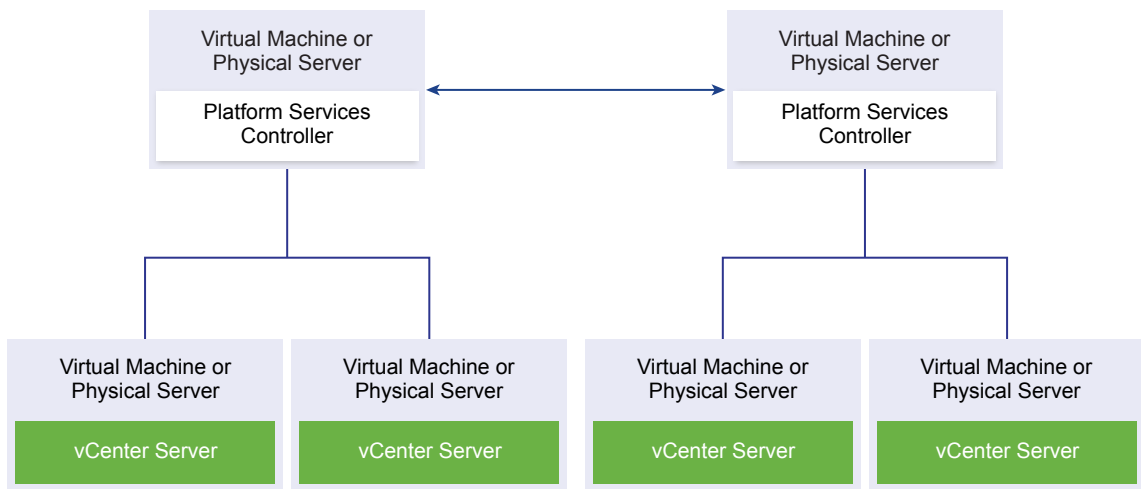 Virtual Machine or
Physical Server
Platform Services
Controller
Virtual Machine or
Physical Server
Platform Services
Controller
Virtual Machine or
Physical Server
vCenter Server
Virtual Machine or
Physical Server
vCenter Server
Virtual Machine or
Physical Server
vCenter Server
Virtual Machine or
Physical Server
vCenter Server